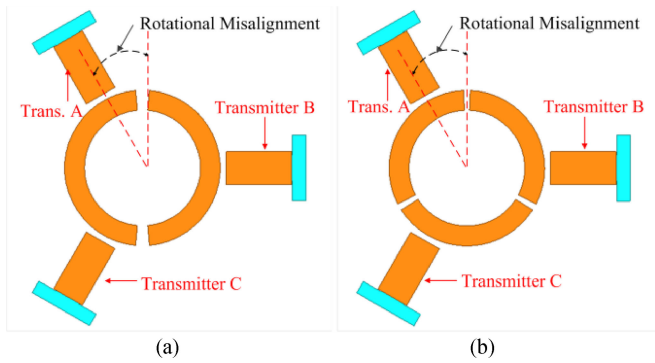 Rotational Misalignment
Trans. A
Transmitter B
Transmitter C
(a)
Rotational Misalignment
Trans. A
Transmitter B
Transmitter C
(b)